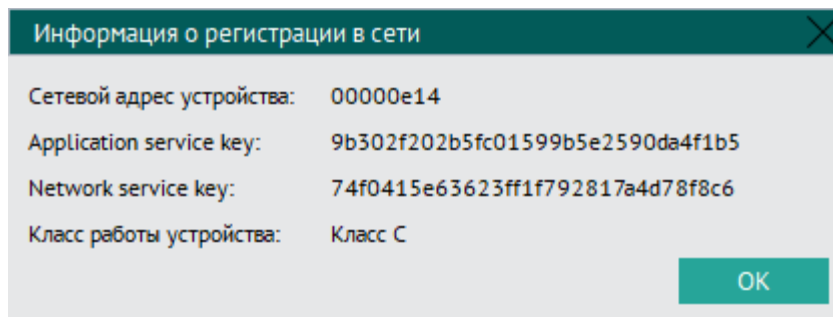 Информация о регистрации в сети
Сетевой адрес устройства: 00000e14
Application service key: 9b302f202b5fc01599b5e2590da4f1b5
Network service key: 74f0415e63623ff1f792817a4d78f8c6
Класс работы устройства: Класс C
OK